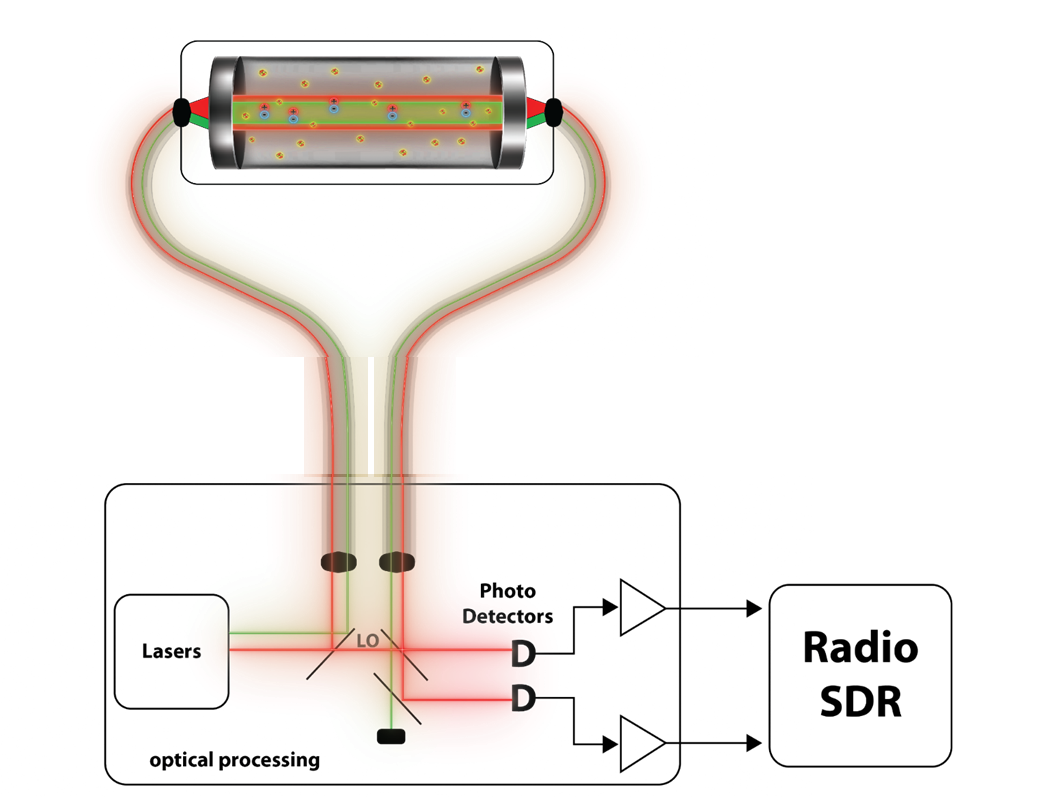 Photo
Detectors
LO
Lasers
D
D
Radio
SDR
optical processing